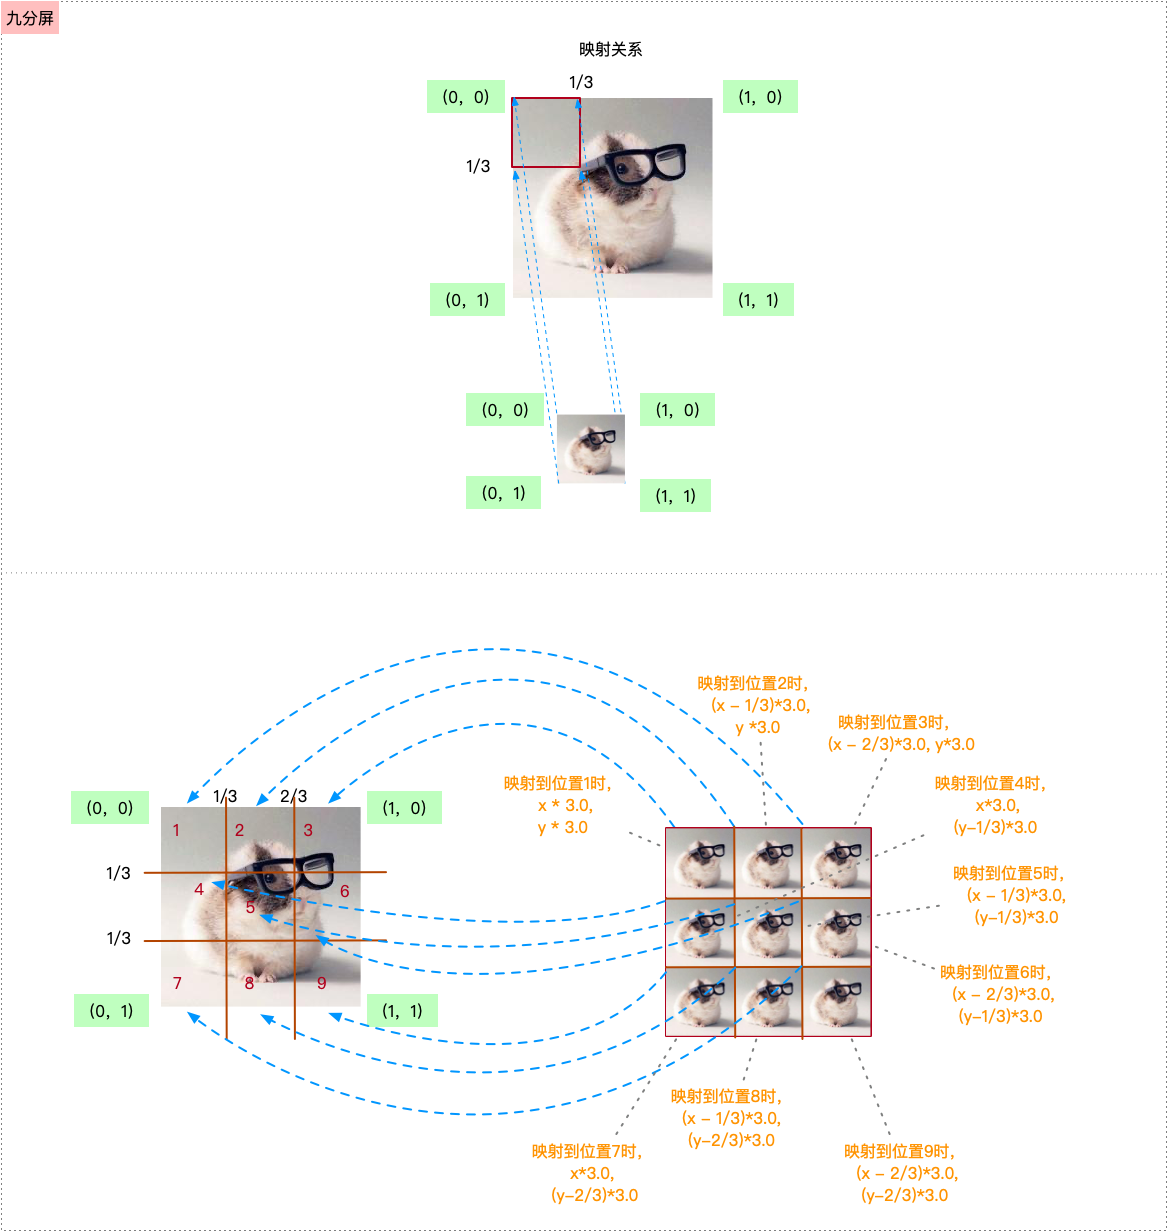 九分屏
映射关系
1/3
(0，0)
(1，0)
1/3
(0，1)
(1，1)
(0，0)
(1，0)
(0，1)
(1，1)
映射到位置2时，
(x – 1/3)*3.0,
y *3.0
映射到位置3时，
(x – 2/3)*3.0, y*3.0
映射到位置1时，
x * 3.0,
y * 3.0
映射到位置4时，
x*3.0,
(y–1/3)*3.0
1/3
2/3
(0，0)
(1，0)
1
2
3
1/3
4
5
6
映射到位置5时，
(x – 1/3)*3.0,
(y–1/3)*3.0
1/3
7
8
9
映射到位置6时，
(x – 2/3)*3.0,
(y–1/3)*3.0
(0，1)
(1，1)
映射到位置8时，
(x – 1/3)*3.0,
(y–2/3)*3.0
映射到位置7时，
x*3.0,
(y–2/3)*3.0
映射到位置9时，
(x – 2/3)*3.0,
(y–2/3)*3.0